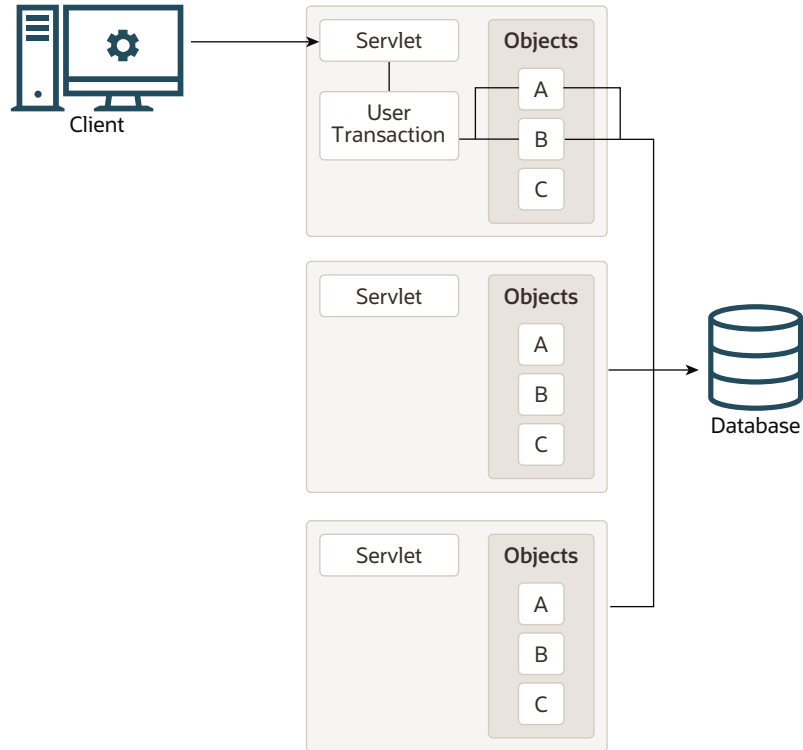 Client
Servlet
User
Transaction
Objects
A
B
C
Servlet
Objects
A
B
C
Servlet
Objects
A
B
C
Database